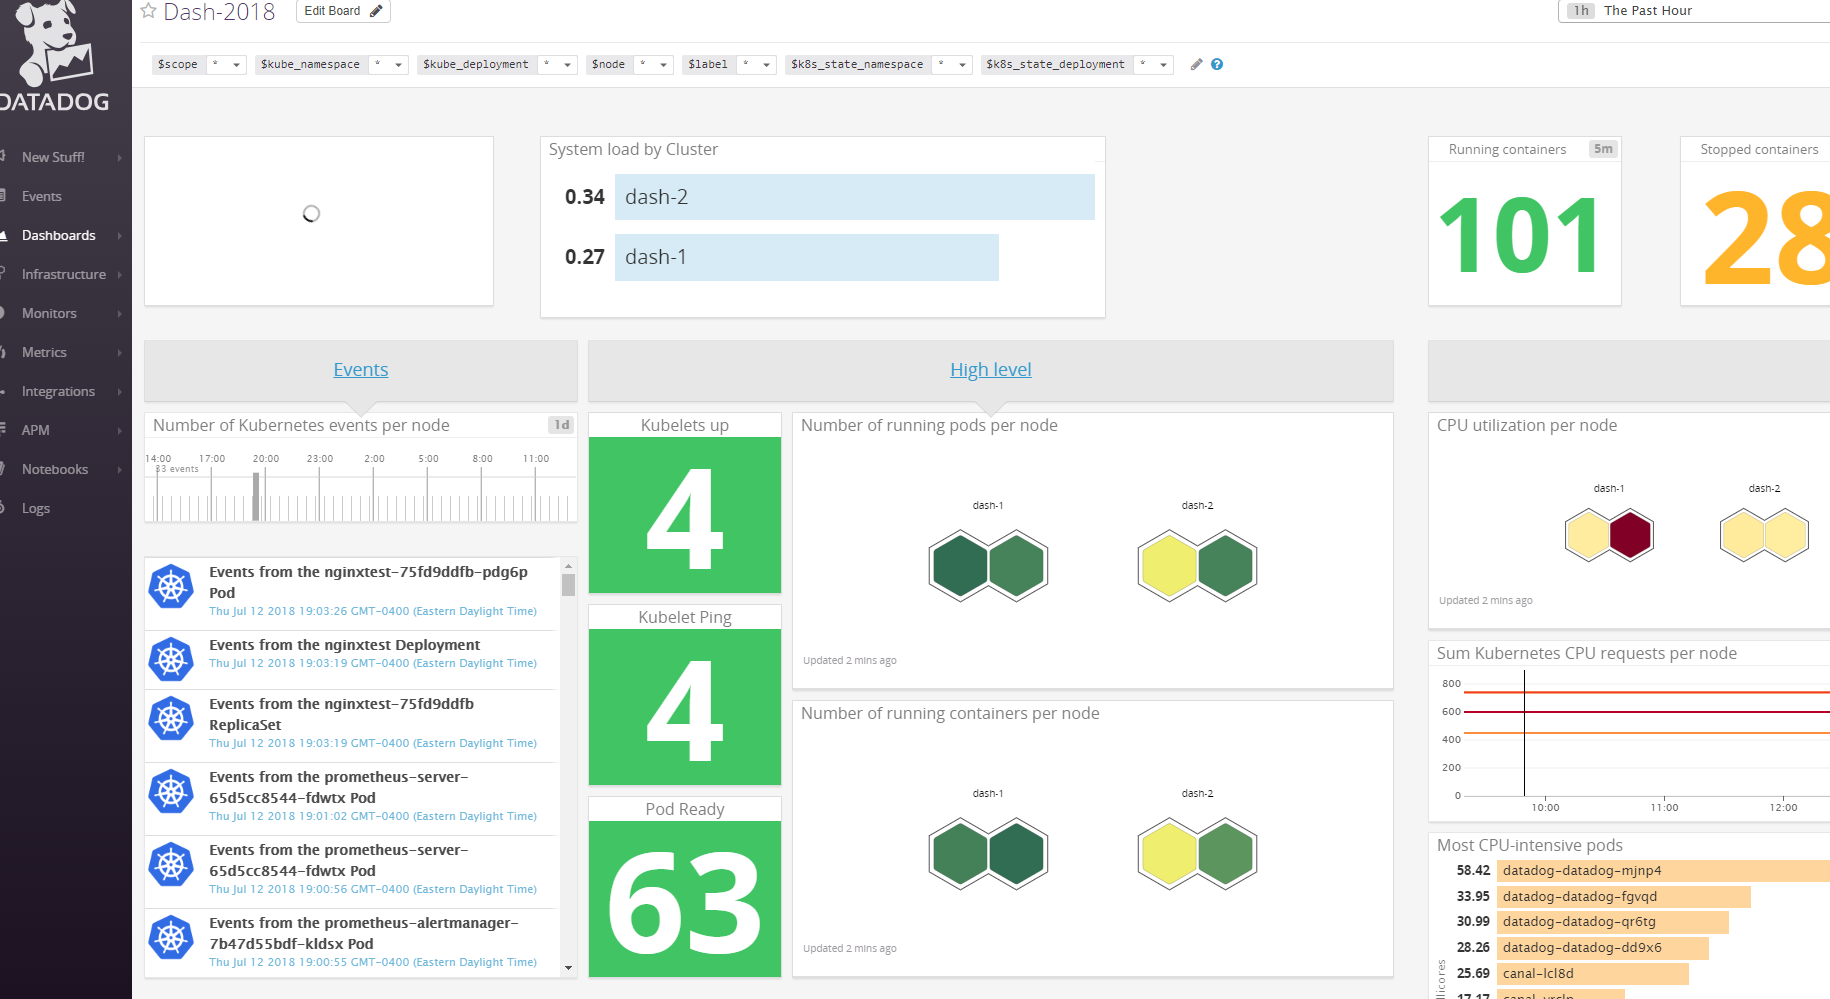 DATADOG
New Stuff!
Events
Dashboards
Infrastructure
Monitors
Metrics
Integrations
APM
Notebooks
Logs
Dash-2018
Edit Board
1h The Past Hour
$scope * $kube_namespace * $kube_deployment * $node * $label * $k8s_state_namespace * $k8s_state_deployment *
System load by Cluster
0.34 dash-2
0.27 dash-1
Running containers 5m
101
Stopped containers
28
Events
High level
Number of Kubernetes events per node 1d
14:00 17:00 20:00 23:00 2:00 5:00 8:00 11:00
33 events
Events from the nginxtest-75fd9ddfb-pdg6p
Pod
Thu Jul 12 2018 19:03:26 GMT-0400 (Eastern Daylight Time)
Events from the nginxtest Deployment
Thu Jul 12 2018 19:03:19 GMT-0400 (Eastern Daylight Time)
Events from the nginxtest-75fd9ddfb
ReplicaSet
Thu Jul 12 2018 19:03:19 GMT-0400 (Eastern Daylight Time)
Events from the prometheus-server-
65d5cc8544-fdwtx Pod
Thu Jul 12 2018 19:01:02 GMT-0400 (Eastern Daylight Time)
Events from the prometheus-server-
65d5cc8544-fdwtx Pod
Thu Jul 12 2018 19:00:56 GMT-0400 (Eastern Daylight Time)
Events from the prometheus-alertmanager-
7b47d55bdf-kldsx Pod
Thu Jul 12 2018 19:00:55 GMT-0400 (Eastern Daylight Time)
Kubelets up
4
Kubelet Ping
4
Pod Ready
63
Number of running pods per node
dash-1 dash-2
Updated 2 mins ago
Number of running containers per node
dash-1 dash-2
Updated 2 mins ago
CPU utilization per node
dash-1 dash-2
Updated 2 mins ago
Sum Kubernetes CPU requests per node
800
600
400
200
0
10:00 11:00 12:00
Most CPU-intensive pods
58.42 datadog-datadog-mjnp4
33.95 datadog-datadog-fgvqd
30.99 datadog-datadog-qr6tg
28.26 datadog-datadog-dd9x6
25.69 canal-lcl8d
17.17